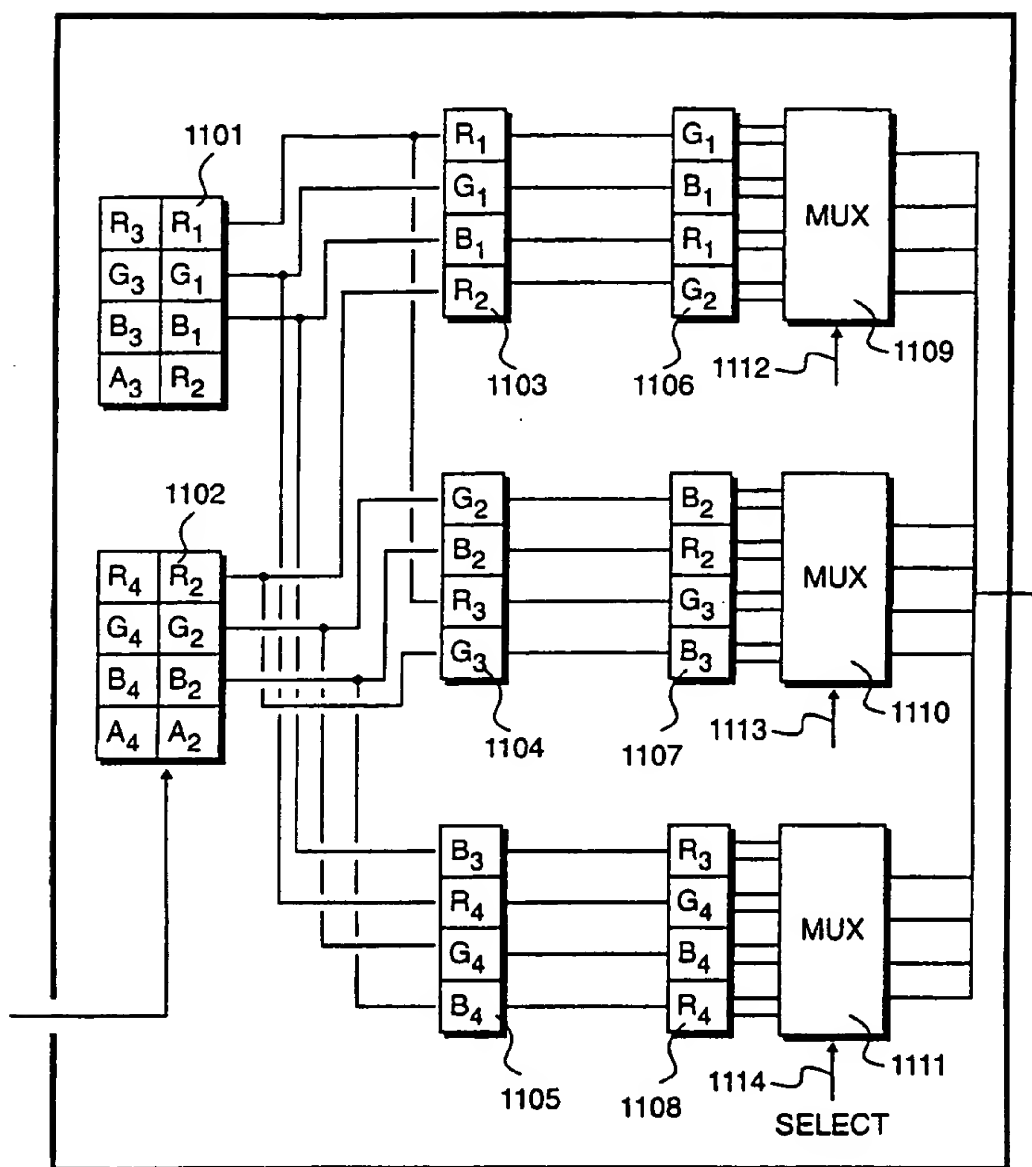 1101
R3 R1
G3 G1
B3 B1
A3 R2
1102
R4 R2
G4 G2
B4 B2
A4 A2
R1
G1
B1
R2
1103
G1
B1
R1
G2
1106
MUX
1109
1112
G2
B2
R3
G3
1104
B2
R2
G3
B3
1107
MUX
1110
1113
B3
R4
G4
B4
1105
R3
G4
B4
R4
1108
MUX
1111
1114
SELECT